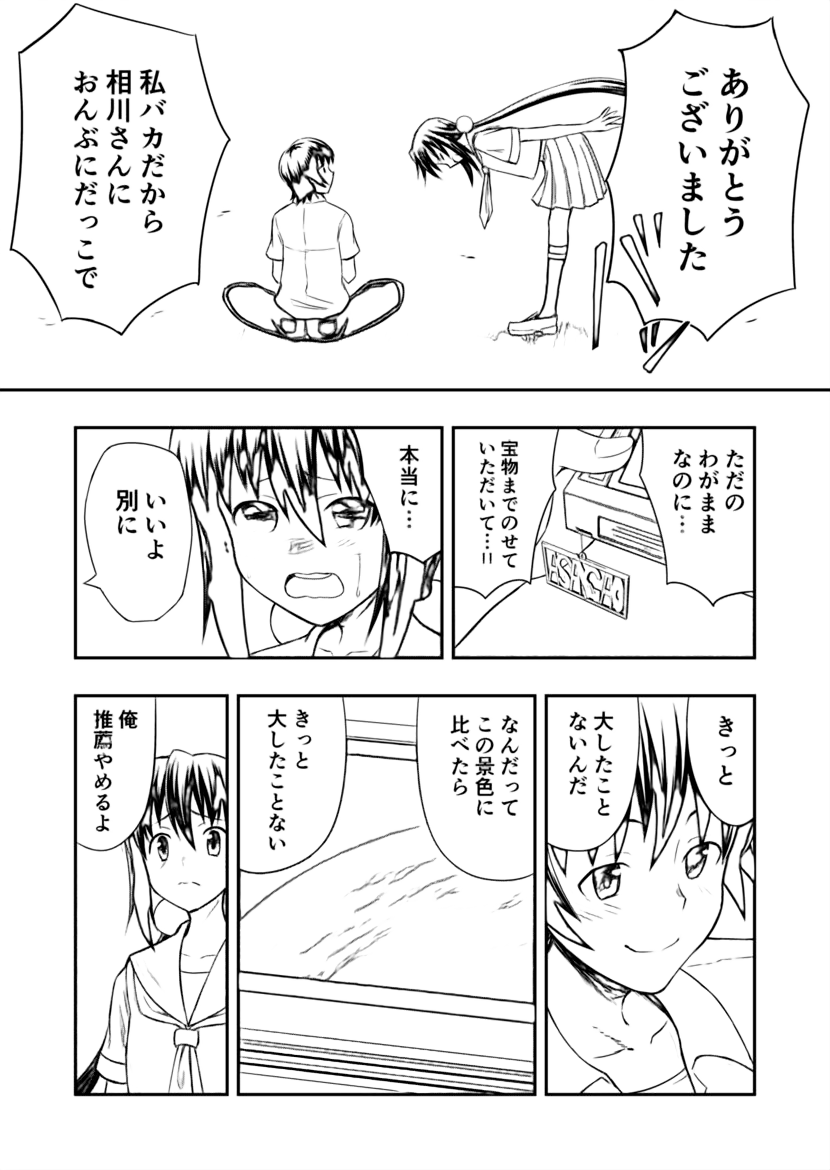 ありがとう
ございました
私バカだから
相川さんに
おんぶにだっこで
ただの
わがまま
なのに…
宝物までのせて
いただいて…!!
本当に…
いいよ
別に
きっと
大したこと
ないんだ
なんだって
この景色に
比べたら
きっと
大したことない
俺
推薦やめるよ